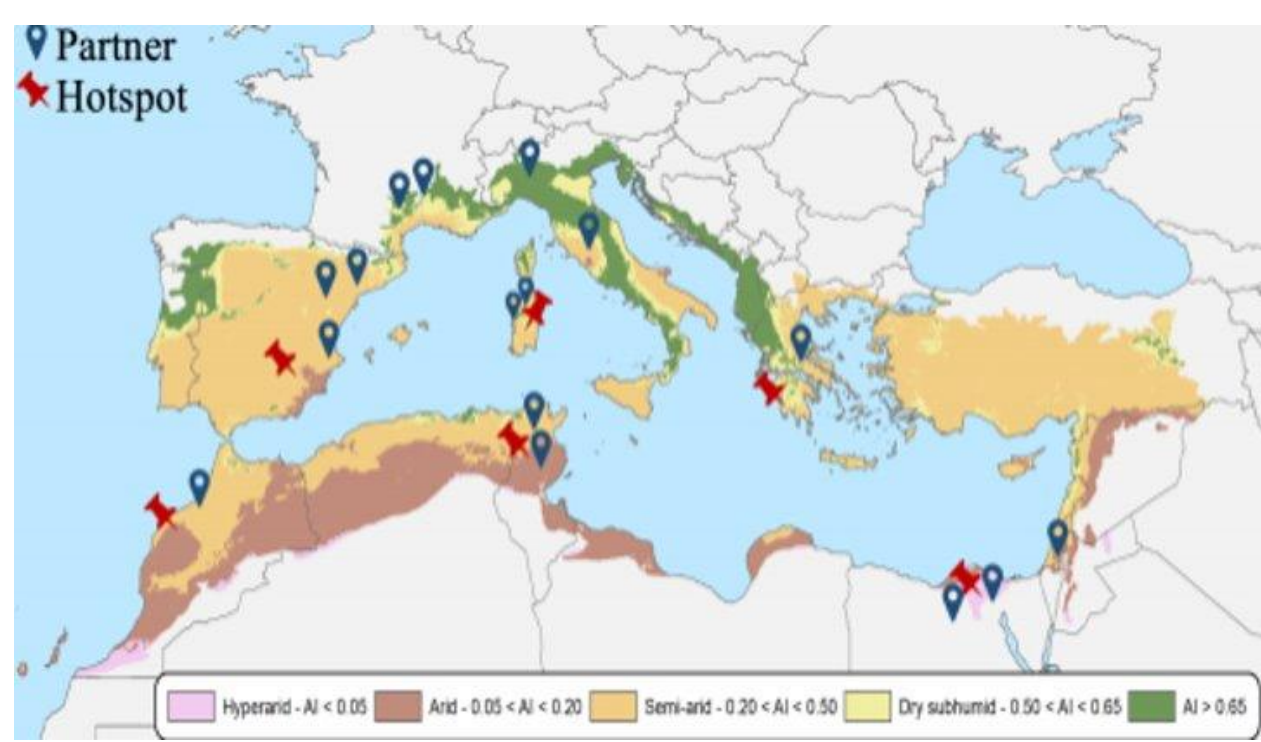 Partner
Hotspot
Hyperarid - AI < 0.05
Arid - 0.05 < AI < 0.20
Semi-arid - 0.20 < AI < 0.50
Dry subhumid - 0.50 < AI < 0.65
AI > 0.65